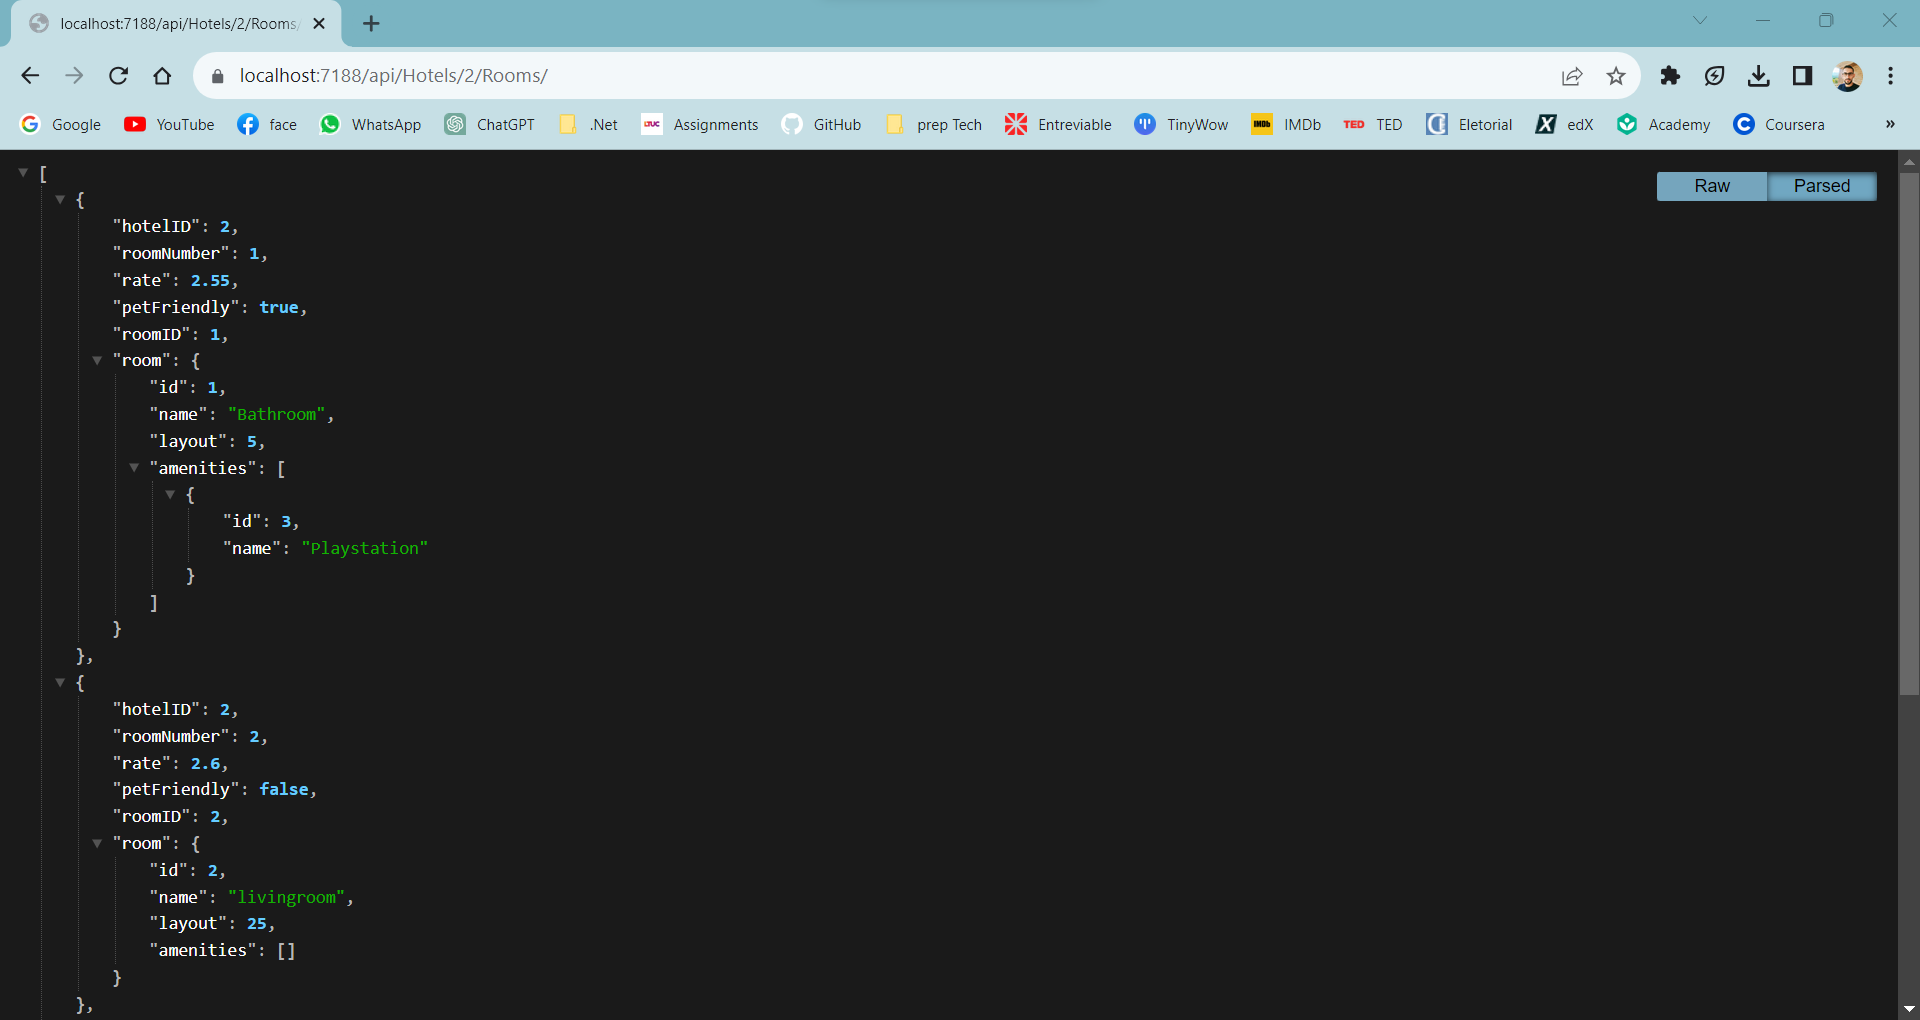 localhost:7188/api/Hotels/2/Rooms/
localhost:7188/api/Hotels/2/Rooms/
Google YouTube face WhatsApp ChatGPT .Net LTUC Assignments GitHub prep Tech Entreviable TinyWow IMDb IMDb TED TED Eletorial X edX Academy Coursera »
Raw Parsed
[
{
"hotelID": 2,
"roomNumber": 1,
"rate": 2.55,
"petFriendly": true,
"roomID": 1,
"room": {
"id": 1,
"name": "Bathroom",
"layout": 5,
"amenities": [
{
"id": 3,
"name": "Playstation"
}
]
}
},
{
"hotelID": 2,
"roomNumber": 2,
"rate": 2.6,
"petFriendly": false,
"roomID": 2,
"room": {
"id": 2,
"name": "livingroom",
"layout": 25,
"amenities": []
}
},